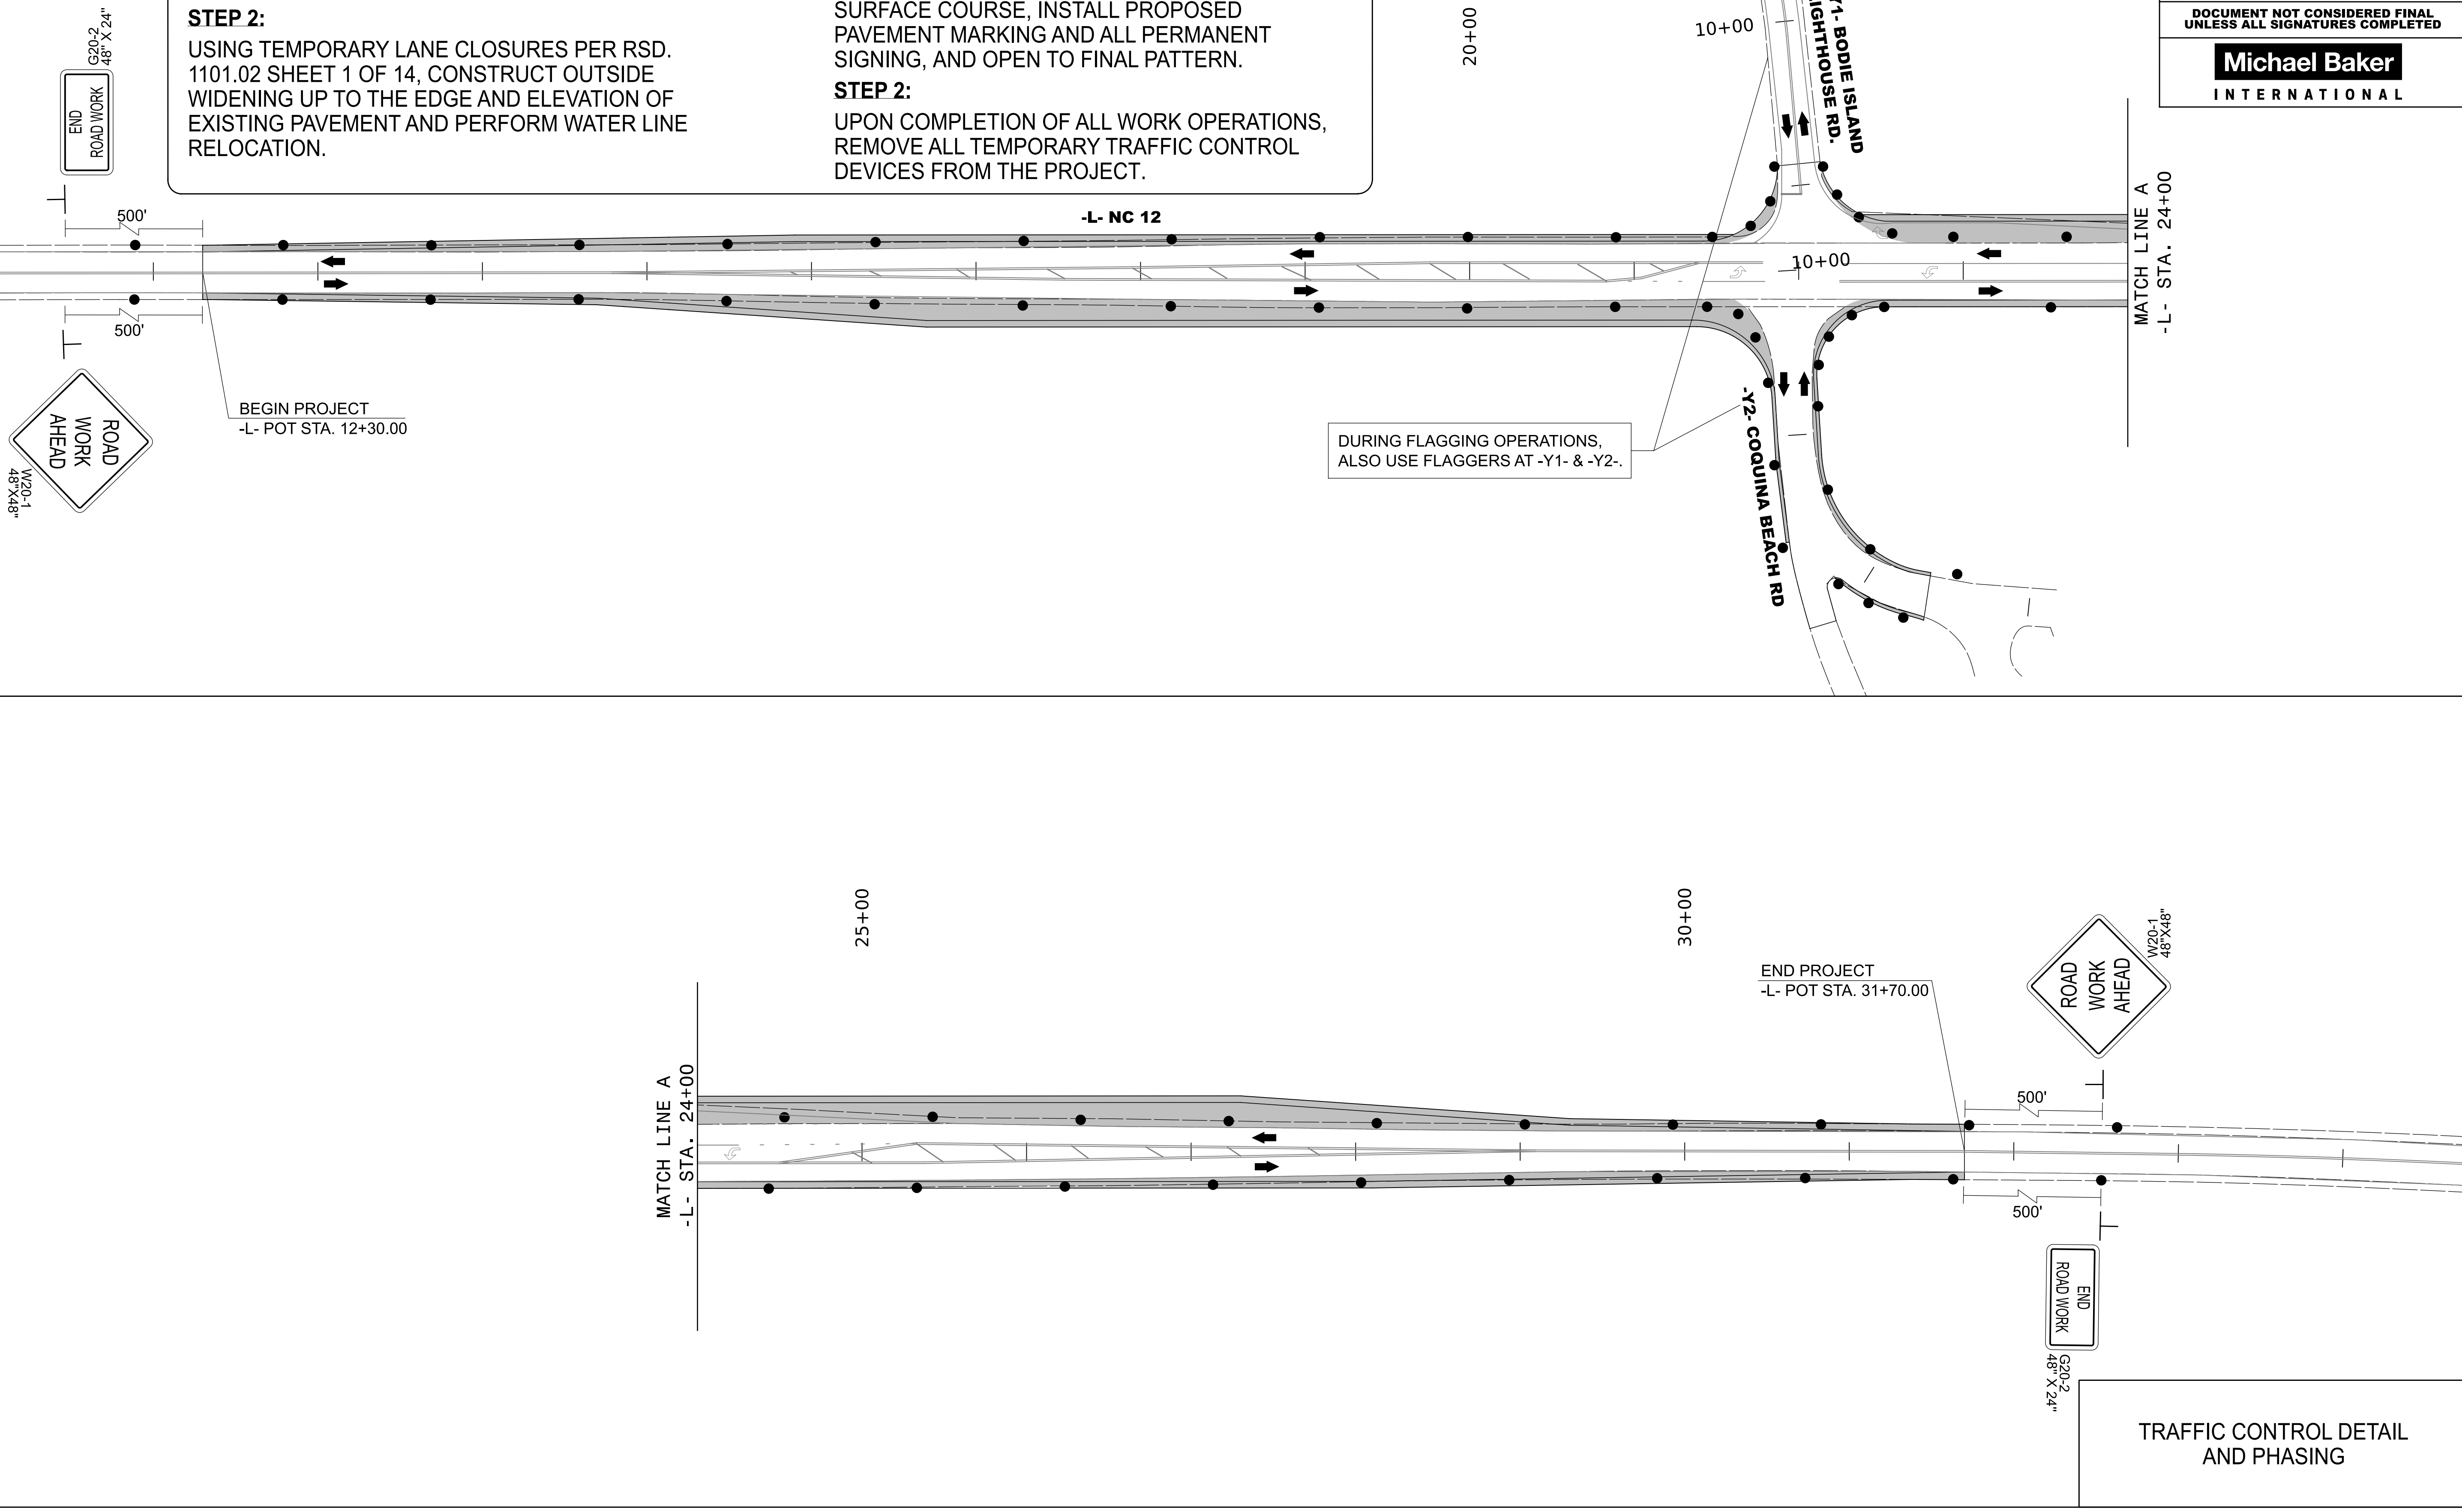 STEP 2:
USING TEMPORARY LANE CLOSURES PER RSD.
1101.02 SHEET 1 OF 14, CONSTRUCT OUTSIDE
WIDENING UP TO THE EDGE AND ELEVATION OF
EXISTING PAVEMENT AND PERFORM WATER LINE
RELOCATION.
SURFACE COURSE, INSTALL PROPOSED
PAVEMENT MARKING AND ALL PERMANENT
SIGNING, AND OPEN TO FINAL PATTERN.
STEP 2:
UPON COMPLETION OF ALL WORK OPERATIONS,
REMOVE ALL TEMPORARY TRAFFIC CONTROL
DEVICES FROM THE PROJECT.
G20-2
48" X 24"
END
ROAD WORK
20+00
10+00
Y1- BODIE ISLAND
IGHTHOUSE RD.
DOCUMENT NOT CONSIDERED FINAL
UNLESS ALL SIGNATURES COMPLETED
Michael Baker
INTERNATIONAL
500'
-L- NC 12
10+00
MATCH LINE A
-L- STA. 24+00
500'
ROAD
WORK
AHEAD
W20-1
48"X48"
BEGIN PROJECT
-L- POT STA. 12+30.00
DURING FLAGGING OPERATIONS,
ALSO USE FLAGGERS AT -Y1- & -Y2-.
-Y2- COQUINA BEACH RD
25+00
30+00
W20-1
48"X48"
ROAD
WORK
AHEAD
END PROJECT
-L- POT STA. 31+70.00
MATCH LINE A
-L- STA. 24+00
500'
500'
END
ROAD WORK
G20-2
48" X 24"
TRAFFIC CONTROL DETAIL
AND PHASING